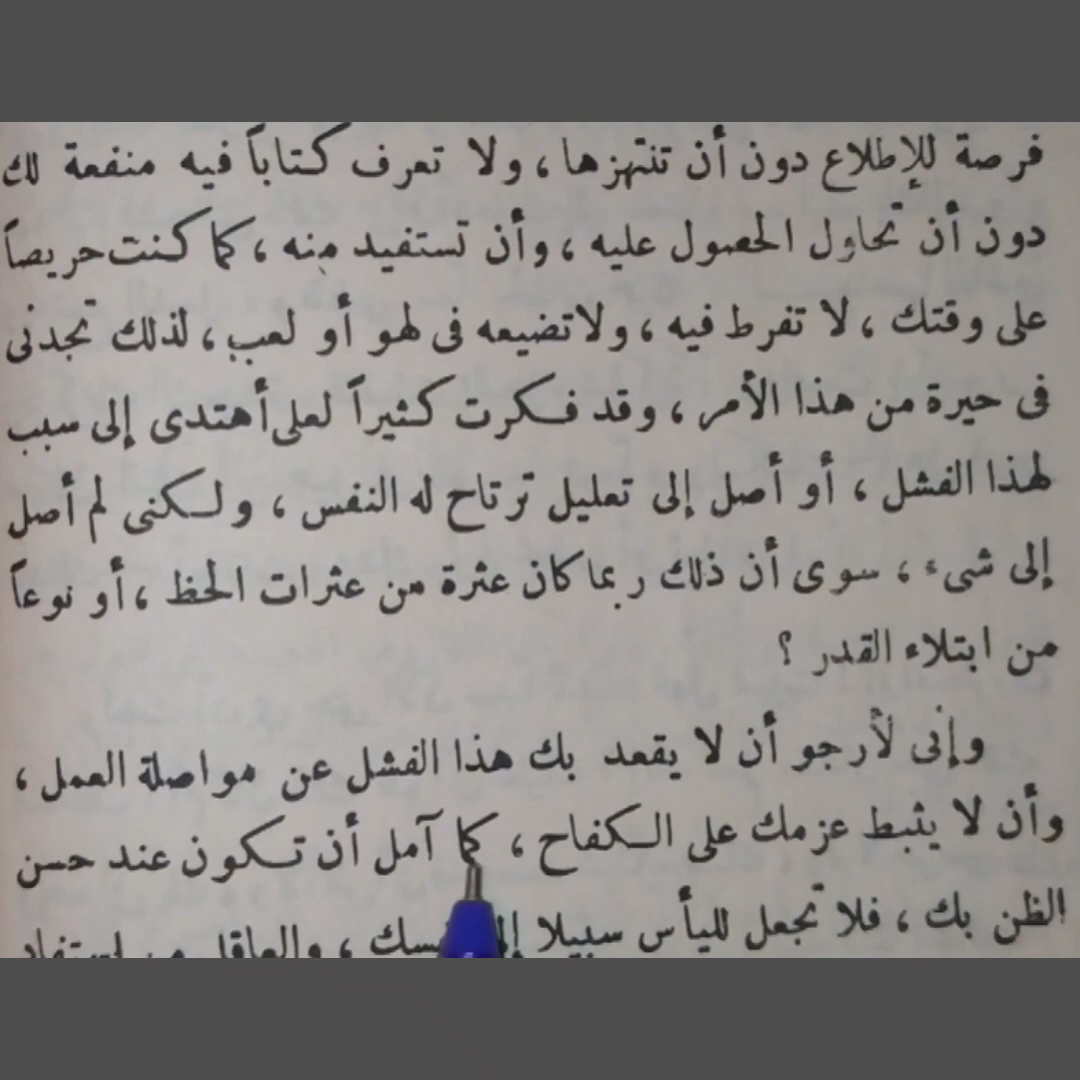 فرصة للإطلاع دون أن تنتهزها ، ولا تعرف كتاباً فيه منفعة لك
دون أن تحاول الحصول عليه ، وأن تستفيد منه ، كما كنت حريصاً
على وقتك ، لا تفرط فيه ، ولا تضيعه فى لهو أو لعب ، لذلك تجدنى
فى حيرة من هذا الأمر ، وقد فكرت كثيراً لعلى أهتدى إلى سبب
لهذا الفشل ، أو أصل إلى تعليل ترتاح له النفس ، ولكنى لم أصل
إلى شىء ، سوى أن ذلك ربما كان عثرة من عثرات الحظ ، أو نوعاً
من ابتلاء القدر ؟
وإنى لأرجو أن لا يقعد بك هذا الفشل عن مواصلة العمل ،
وأن لا يثبط عزمك على الكفاح ، كما آمل أن تكون عند حسن
الظن بك ، فلا تجعل لليأس سبيلا ، والعاقل من